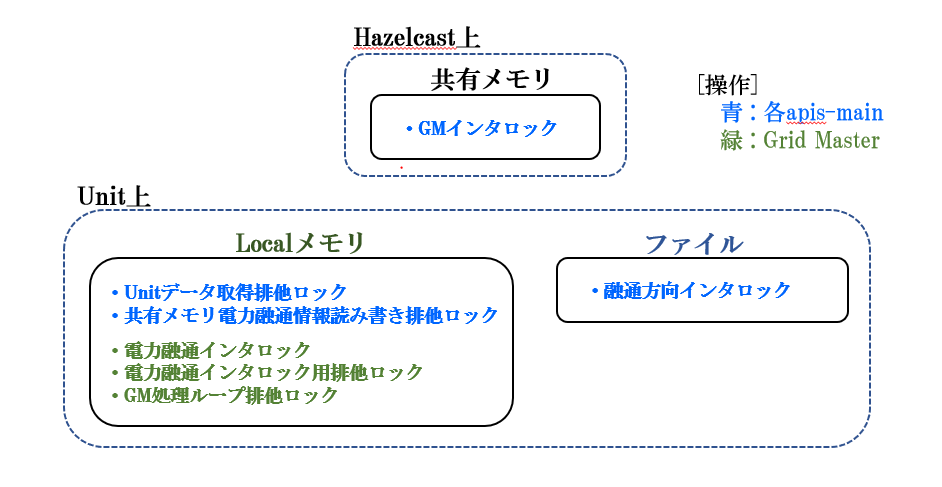 Hazelcast上
共有メモリ
・GMインタロック
[操作]
青：各apis-main
緑：Grid Master
Unit上
Localメモリ
・Unitデータ取得排他ロック
・共有メモリ電力融通情報読み書き排他ロック
・電力融通インタロック
・電力融通インタロック用排他ロック
・GM処理ループ排他ロック
ファイル
・融通方向インタロック